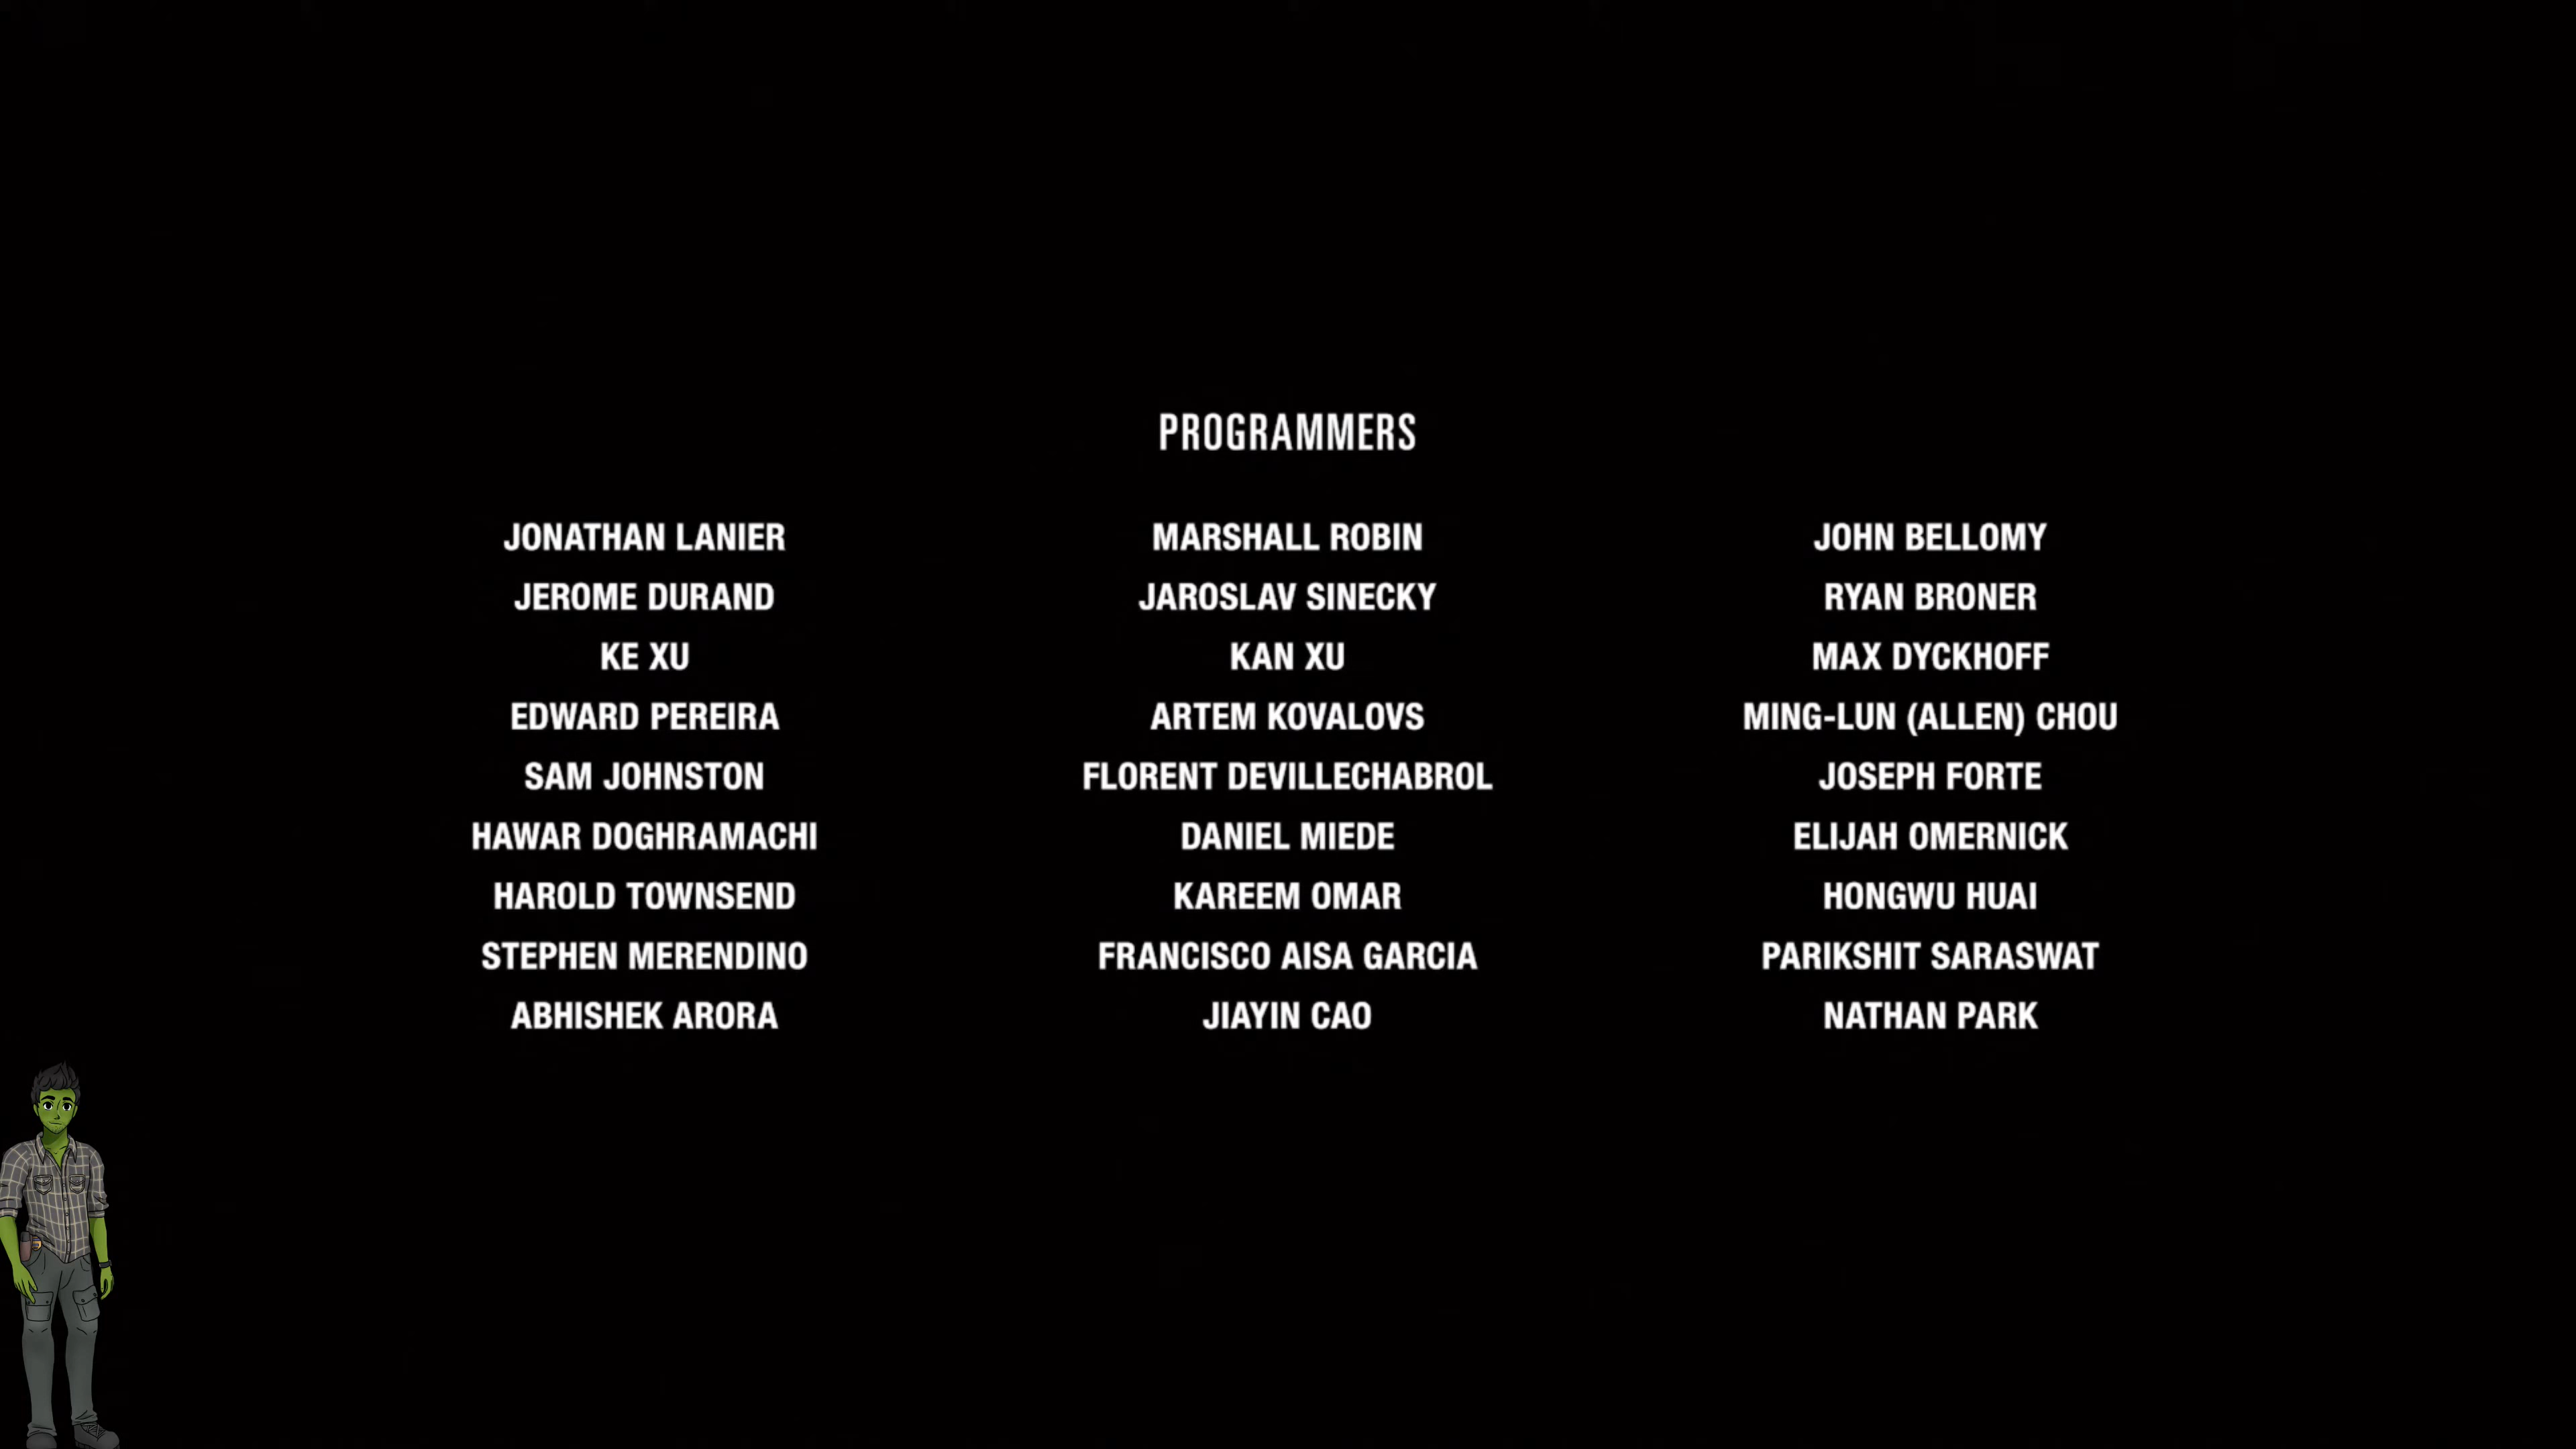 PROGRAMMERS
JONATHAN LANIER MARSHALL ROBIN JOHN BELLOMY
JEROME DURAND JAROSLAV SINECKY RYAN BRONER
KE XU KAN XU MAX DYCKHOFF
EDWARD PEREIRA ARTEM KOVALOVS MING-LUN (ALLEN) CHOU
SAM JOHNSTON FLORENT DEVILLECHABROL JOSEPH FORTE
HAWAR DOGHRAMACHI DANIEL MIEDE ELIJAH OMERNICK
HAROLD TOWNSEND KAREEM OMAR HONGWU HUAI
STEPHEN MERENDINO FRANCISCO AISA GARCIA PARIKSHIT SARASWAT
ABHISHEK ARORA JIAYIN CAO NATHAN PARK